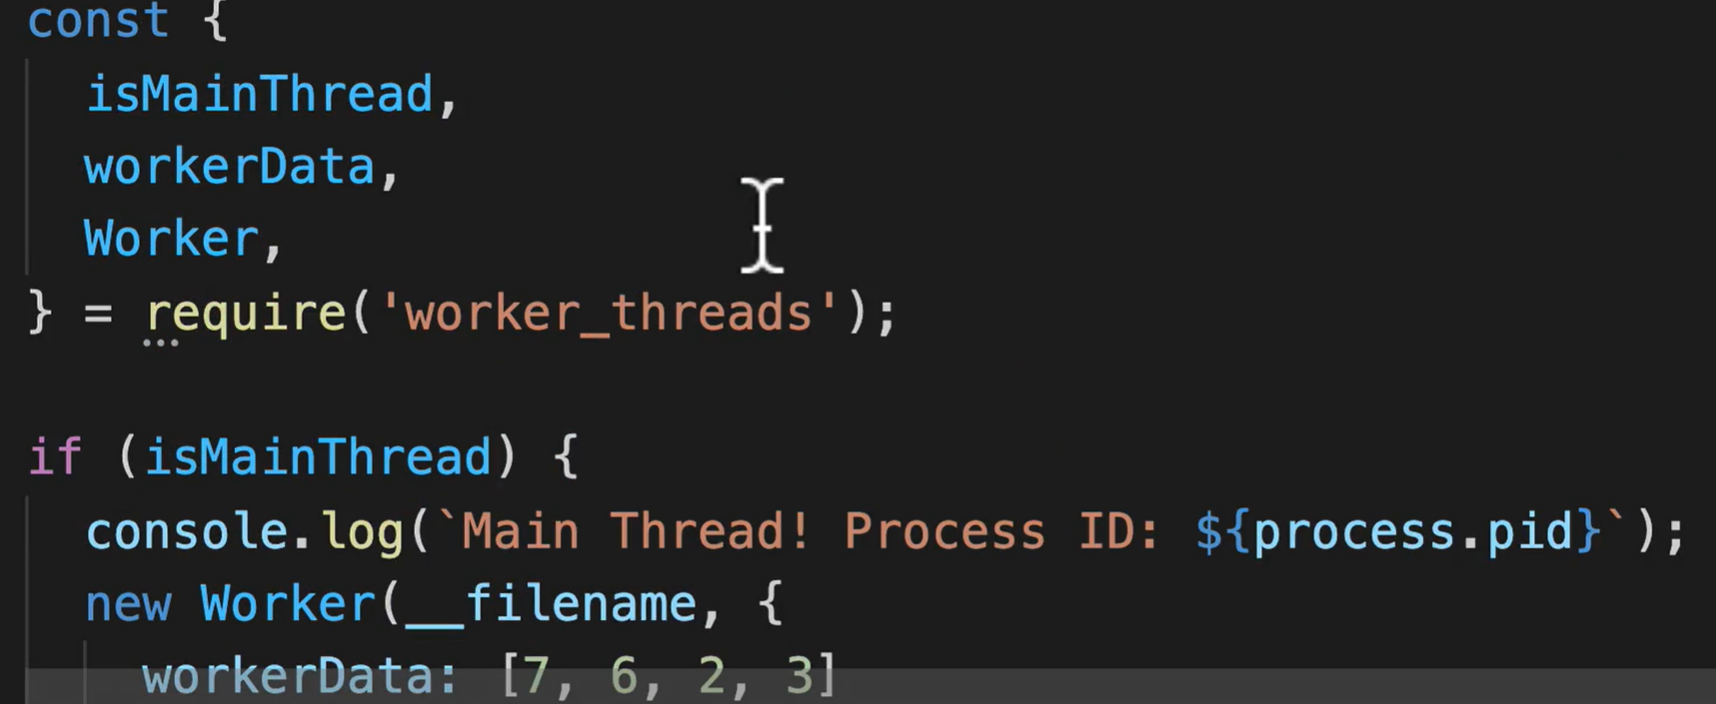 const {
  isMainThread,
  workerData,
  Worker,
} = require('worker_threads');
if (isMainThread) {
  console.log(`Main Thread! Process ID: ${process.pid}`);
  new Worker(__filename, {
    workerData: [7, 6, 2, 3]